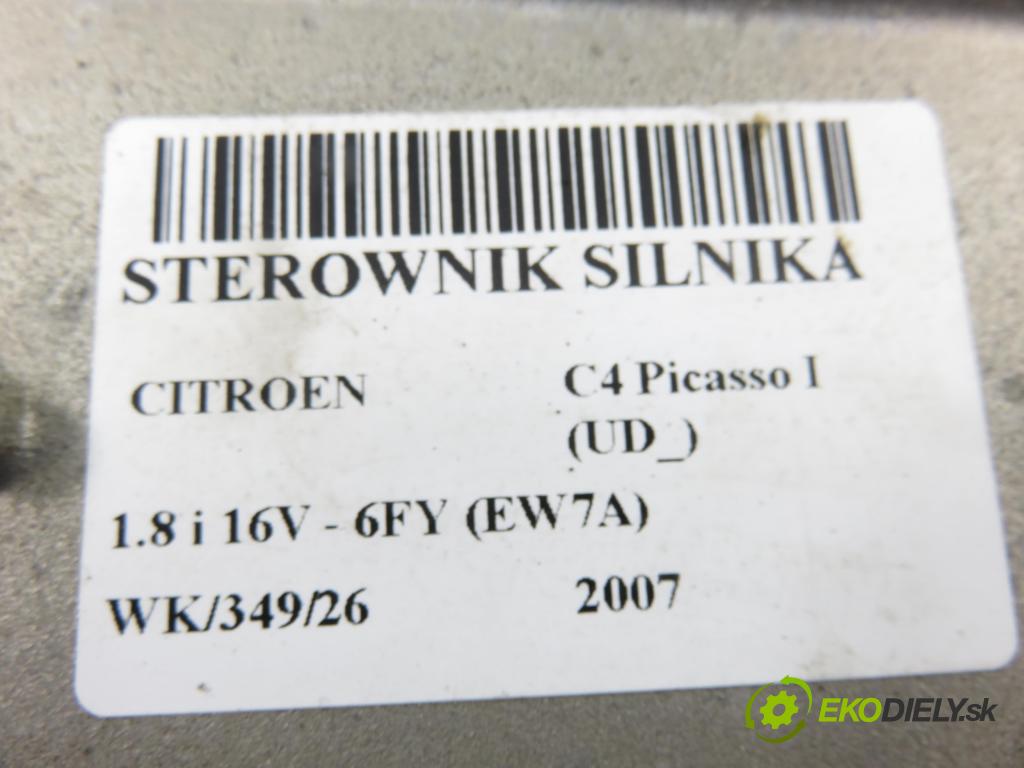 STEROWNIK SILNIKA
CITROEN C4 Picasso I
(UD_)
1.8 i 16V - 6FY (EW7A)
WK/349/26 2007
EKODIELY.sk